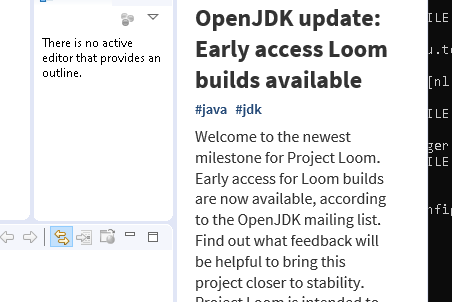 There is no active
editor that provides an
outline.
OpenJDK update:
Early access Loom
builds available
#java #jdk
Welcome to the newest
milestone for Project Loom.
Early access for Loom builds
are now available, according
to the OpenJDK mailing list.
Find out what feedback will
be helpful to bring this
project closer to stability.
Project Loom is intended to
ILE
u.to
[nl
ILE
ger
ILE
nfig